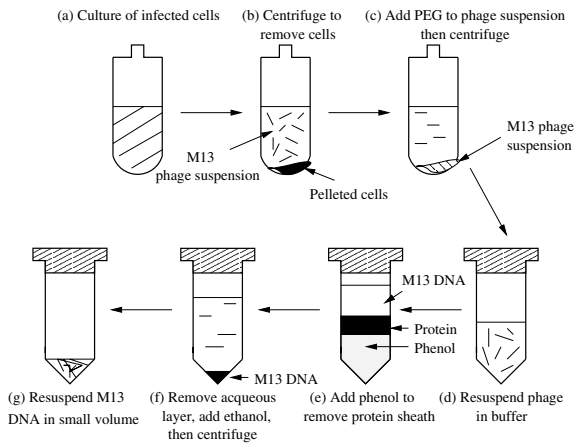 (a) Culture of infected cells
(b) Centrifuge to
remove cells
(c) Add PEG to phage suspension
then centrifuge
M13
phage suspension
Pelleted cells
M13 phage
suspension
M13 DNA
Protein
Phenol
M13 DNA
(g) Resuspend M13
DNA in small volume
(f) Remove acqueous
layer, add ethanol,
then centrifuge
(e) Add phenol to
remove protein sheath
(d) Resuspend phage
in buffer